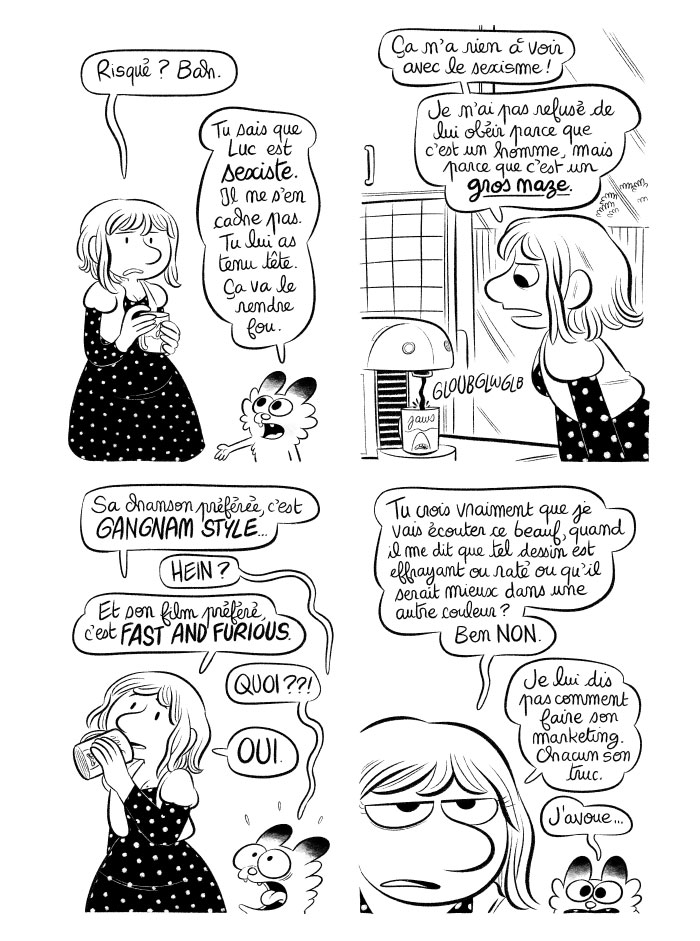 Risqué ? Bah.
Tu sais que
Luc est
sexiste.
Il ne s'en
cache pas.
Tu lui as
tenu tête.
Ça va le
rendre
fou.
Ça n'a rien à voir
avec le sexisme !
Je n'ai pas refusé de
lui obéir parce que
c'est un homme, mais
parce que c'est un
gros naze.
GLOUBGLWGLB
jaws
Sa chanson préférée, c'est
GANGNAM STYLE...
HEIN ?
Et son film préféré,
c'est FAST AND FURIOUS.
QUOI ??!
OUI.
Tu crois vraiment que je
vais écouter ce beauf, quand
il me dit que tel dessin est
effrayant ou raté ou qu'il
serait mieux dans une
autre couleur ?
Ben NON.
Je lui dis
pas comment
faire son
marketing.
Chacun son
truc.
J'avoue...